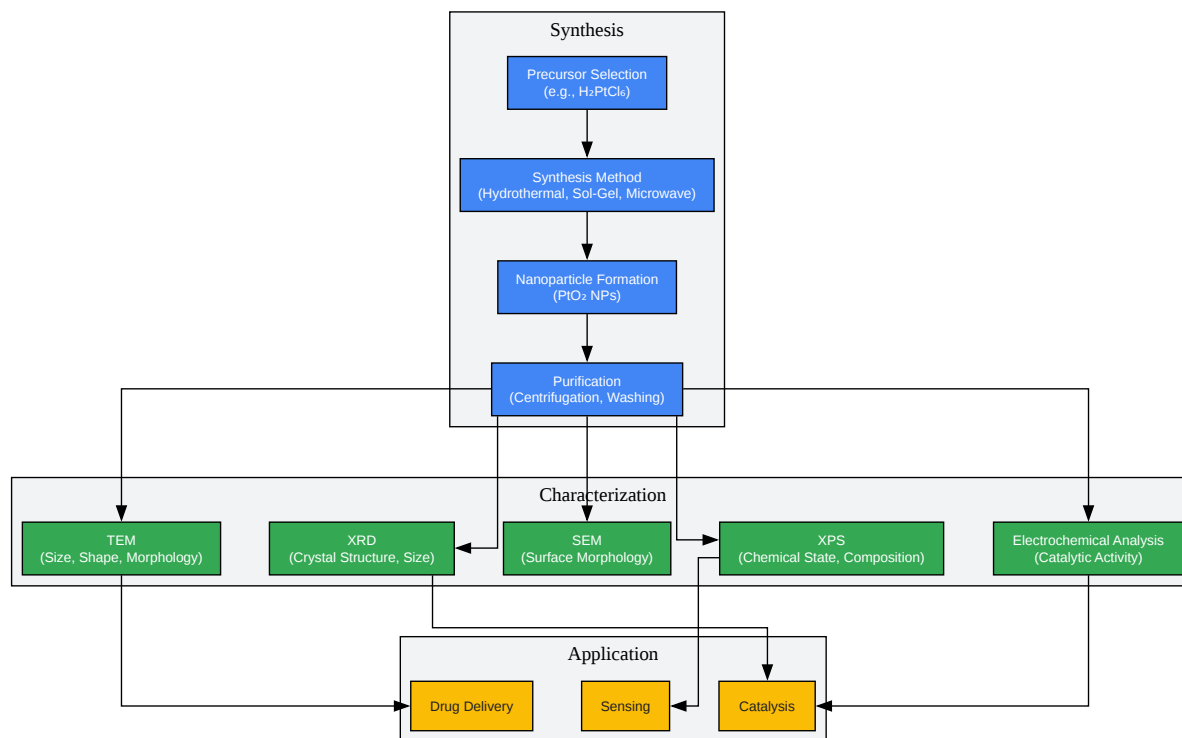 Synthesis
Precursor Selection
(e.g., H₂PtCl₆)
Synthesis Method
(Hydrothermal, Sol-Gel, Microwave)
Nanoparticle Formation
(PtO₂ NPs)
Purification
(Centrifugation, Washing)
Characterization
TEM
(Size, Shape, Morphology)
XRD
(Crystal Structure, Size)
SEM
(Surface Morphology)
XPS
(Chemical State, Composition)
Electrochemical Analysis
(Catalytic Activity)
Application
Drug Delivery
Sensing
Catalysis